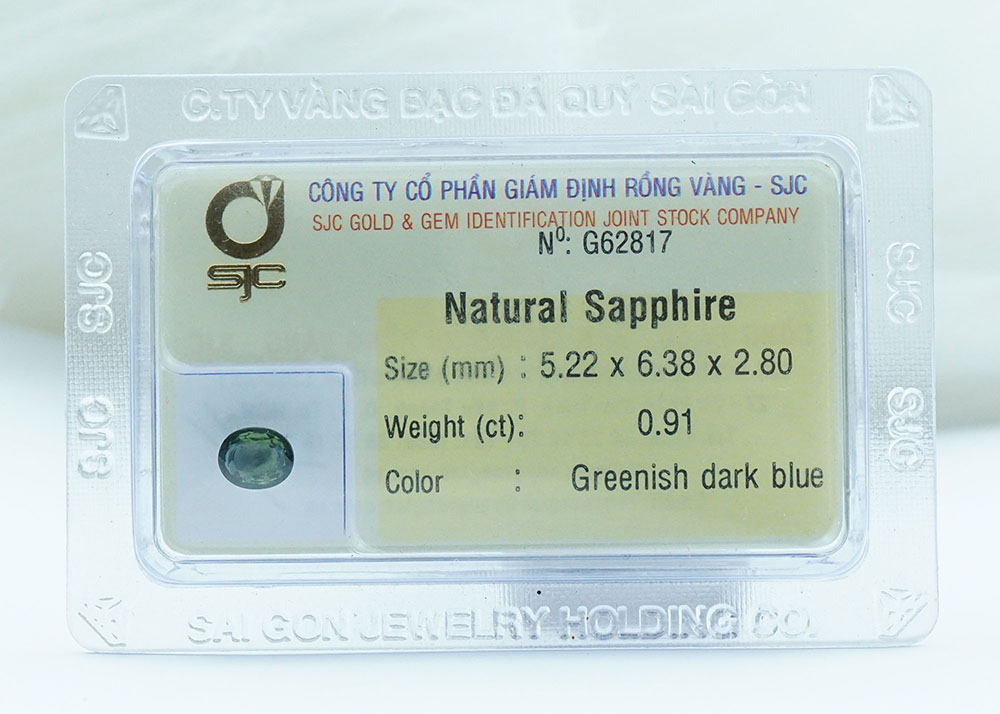 C.TY VÀNG BẠC ĐÁ QUÝ SÀI GÒN
CÔNG TY CỔ PHẦN GIÁM ĐỊNH RỒNG VÀNG - SJC
SJC GOLD & GEM IDENTIFICATION JOINT STOCK COMPANY
SJC
Nº: G62817
Natural Sapphire
Size (mm) : 5.22 x 6.38 x 2.80
Weight (ct): 0.91
Color : Greenish dark blue
SJC
SJC
SJC
SJC
SAI GON JEWELRY HOLDING CO.